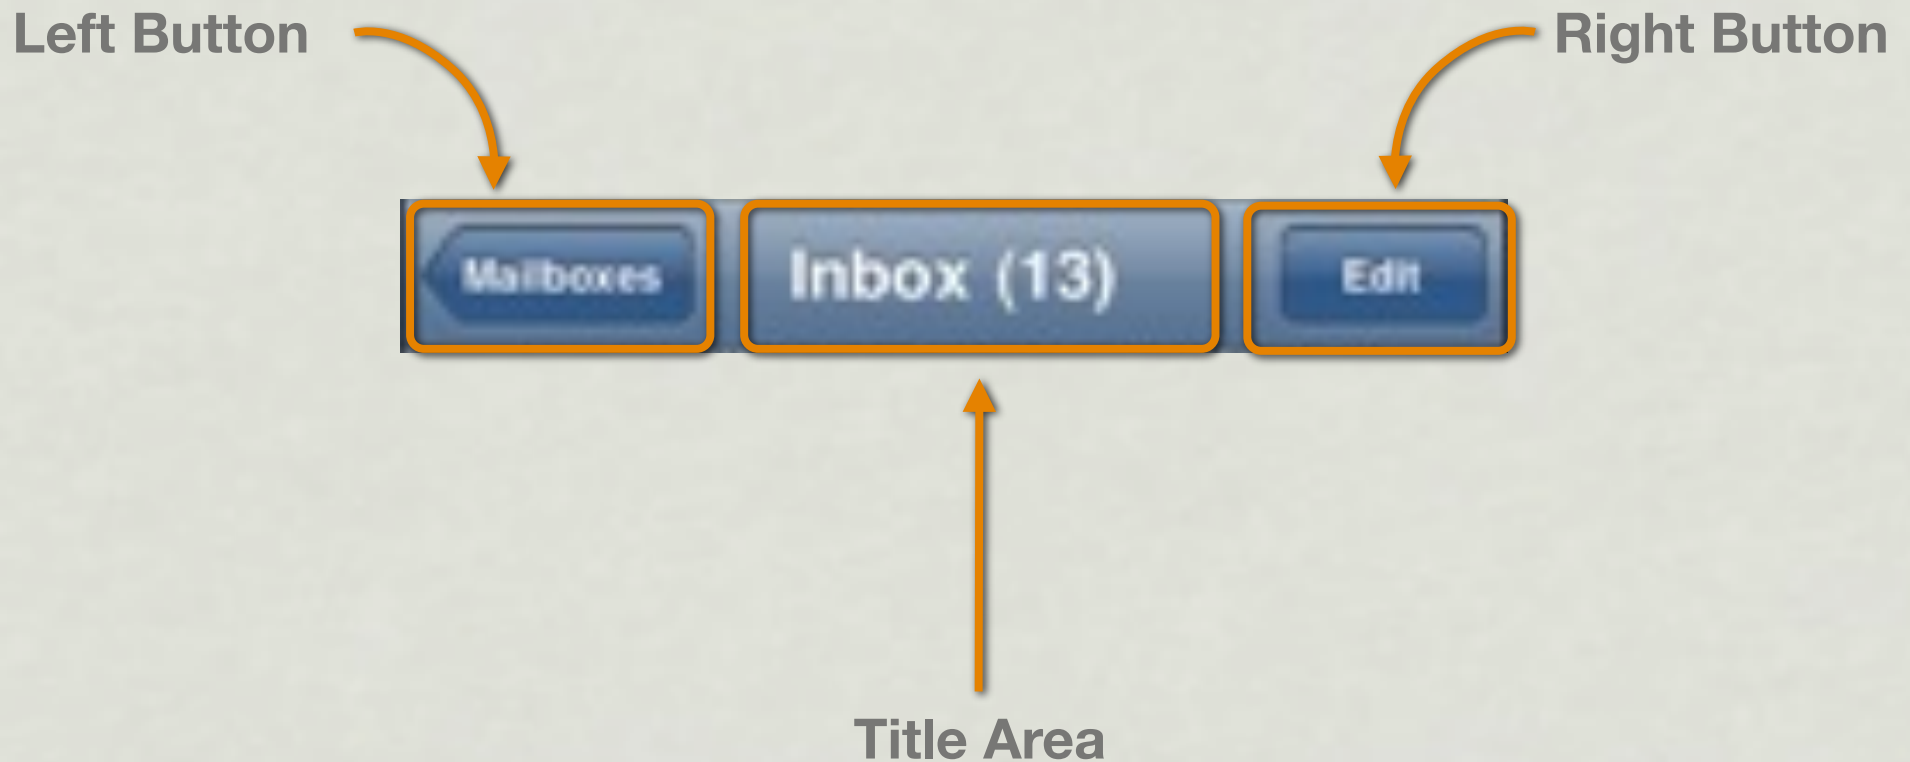 Left Button
Right Button
Mailboxes
Inbox (13)
Edit
Title Area